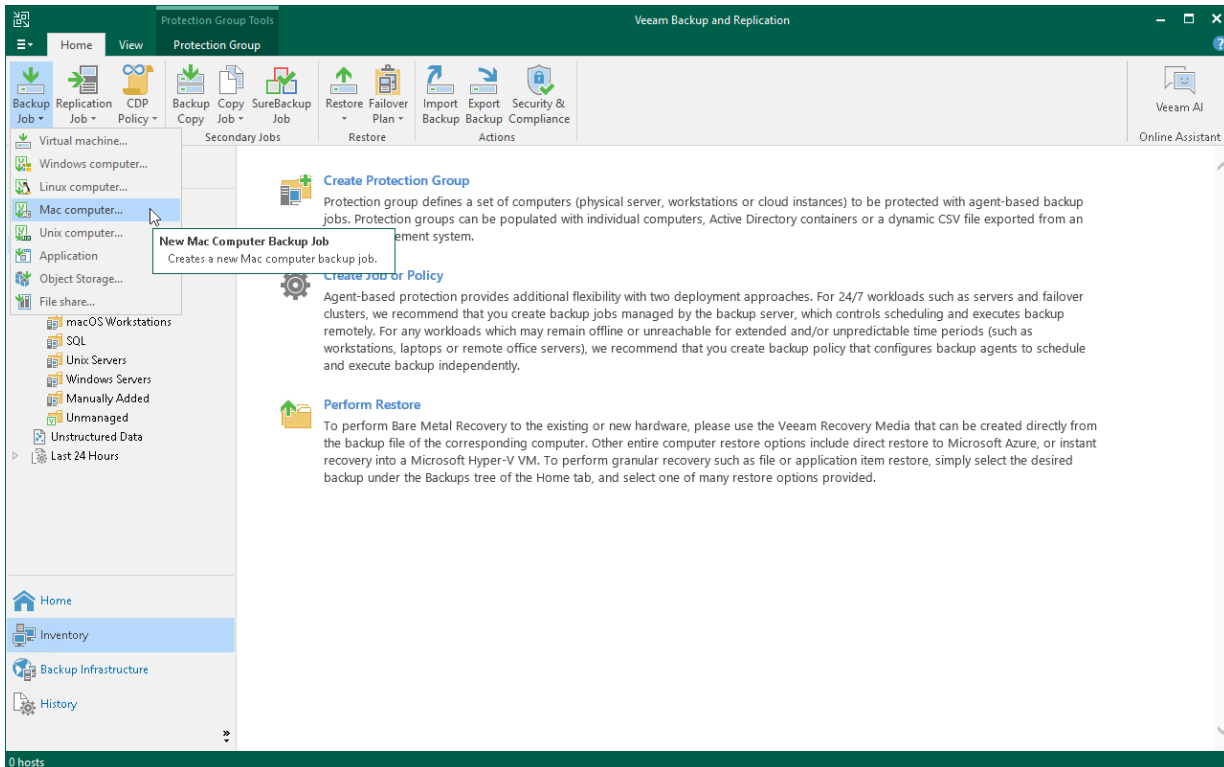 Protection Group Tools
Veeam Backup and Replication
Home
View
Protection Group
Backup Job
Replication Job
CDP Policy
Backup Copy
Copy Job
SureBackup Job
Restore
Failover Plan
Import Backup
Export Backup
Security & Compliance
Veeam AI
Secondary Jobs
Restore
Actions
Online Assistant
Virtual machine...
Windows computer...
Linux computer...
Mac computer...
Unix computer...
Application
Object Storage...
File share...
New Mac Computer Backup Job
Creates a new Mac computer backup job.
macOS Workstations
SQL
Unix Servers
Windows Servers
Manually Added
Unmanaged
Unstructured Data
Last 24 Hours
Home
Inventory
Backup Infrastructure
History
Create Protection Group
Protection group defines a set of computers (physical server, workstations or cloud instances) to be protected with agent-based backup
jobs. Protection groups can be populated with individual computers, Active Directory containers or a dynamic CSV file exported from an
ement system.
Create Job or Policy
Agent-based protection provides additional flexibility with two deployment approaches. For 24/7 workloads such as servers and failover
clusters, we recommend that you create backup jobs managed by the backup server, which controls scheduling and executes backup
remotely. For any workloads which may remain offline or unreachable for extended and/or unpredictable time periods (such as
workstations, laptops or remote office servers), we recommend that you create backup policy that configures backup agents to schedule
and execute backup independently.
Perform Restore
To perform Bare Metal Recovery to the existing or new hardware, please use the Veeam Recovery Media that can be created directly from
the backup file of the corresponding computer. Other entire computer restore options include direct restore to Microsoft Azure, or instant
recovery into a Microsoft Hyper-V VM. To perform granular recovery such as file or application item restore, simply select the desired
backup under the Backups tree of the Home tab, and select one of many restore options provided.
0 hosts